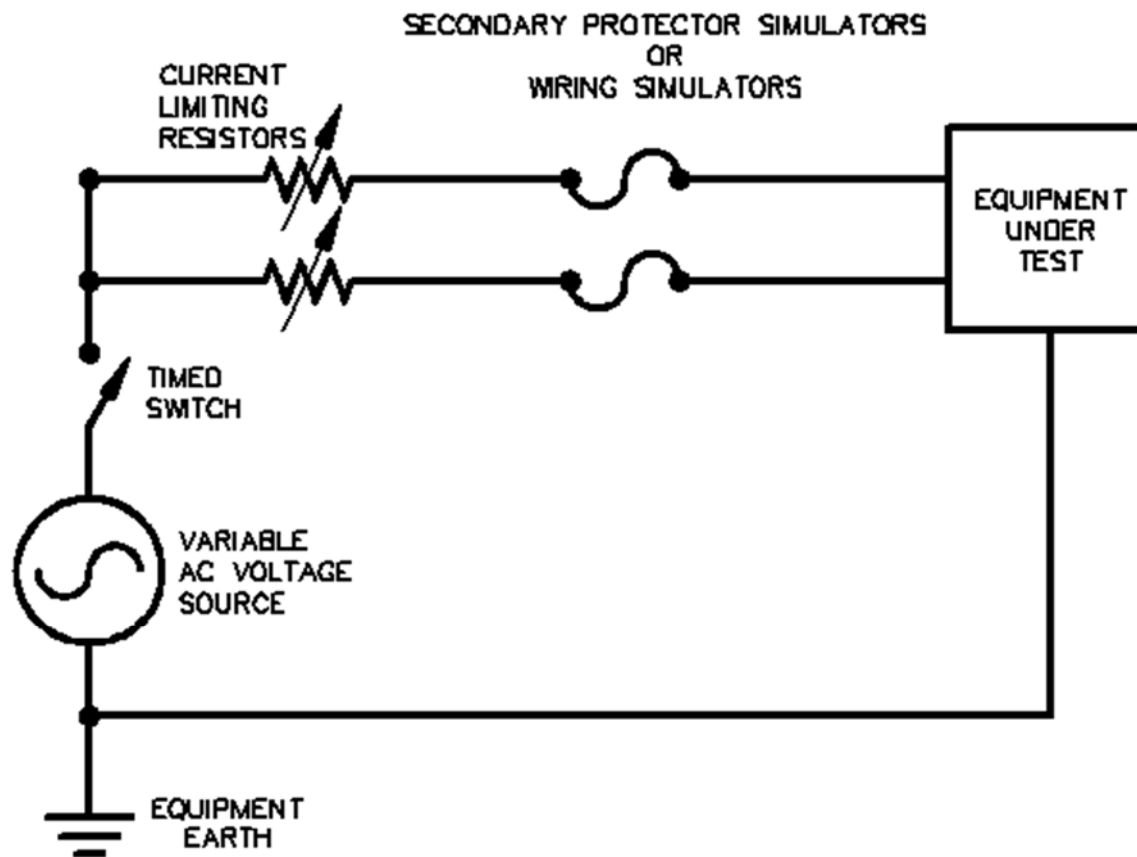 SECONDARY PROTECTOR SIMULATORS
OR
WIRING SIMULATORS
CURRENT
LIMITING
RESISTORS
EQUIPMENT
UNDER
TEST
TIMED
SWITCH
VARIABLE
AC VOLTAGE
SOURCE
EQUIPMENT
EARTH